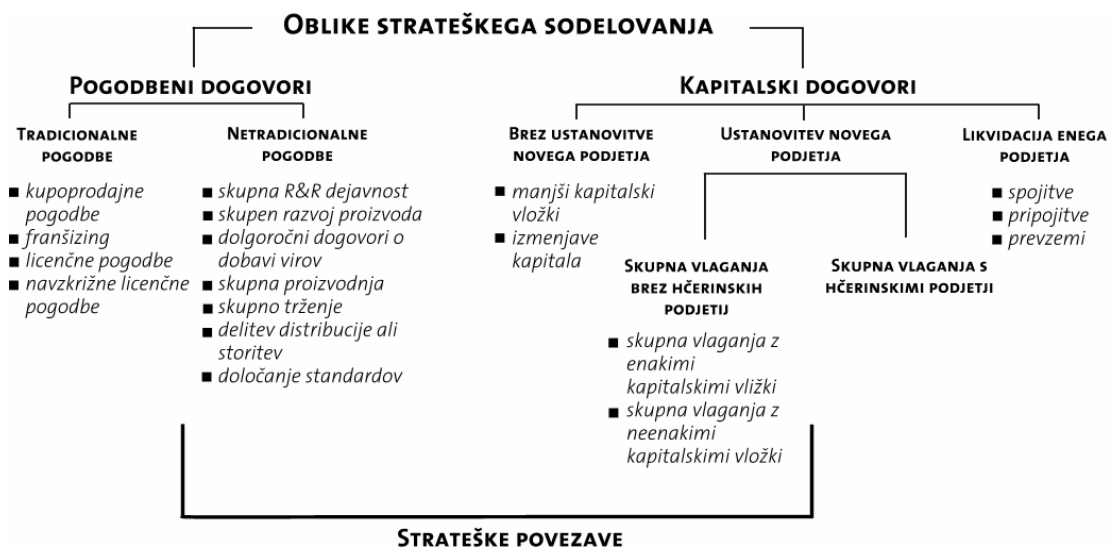 OBLIKE STRATEŠKEGA SODELOVANJA
POGODBENI DOGOVORI
KAPITALSKI DOGOVORI
TRADICIONALNE
POGODBE
NETRADICIONALNE
POGODBE
BREZ USTANOVITVE
NOVEGA PODJETJA
USTANOVITEV NOVEGA
PODJETJA
LIKVIDACIJA ENEGA
PODJETJA
■ kupoprodajne
pogodbe
■ franšizing
■ licenčne pogodbe
■ navzkrižne licenčne
pogodbe
■ skupna R&R dejavnost
■ skupen razvoj proizvoda
■ dolgoročni dogovori o
dobavi virov
■ skupna proizvodnja
■ skupno trženje
■ delitev distribucije ali
storitev
■ določanje standardov
■ manjši kapitalski
vložki
■ izmenjave
kapitala
SKUPNA VLAGANJA
BREZ HČERINSKIH
PODJETIJ
■ skupna vlaganja z
enakimi
kapitalskimi vližki
■ skupna vlaganja z
neenakimi
kapitalskimi vložki
SKUPNA VLAGANJA S
HČERINSKIMI PODJETJI
■ spojitve
■ pripojitve
■ prevzemi
STRATEŠKE POVEZAVE